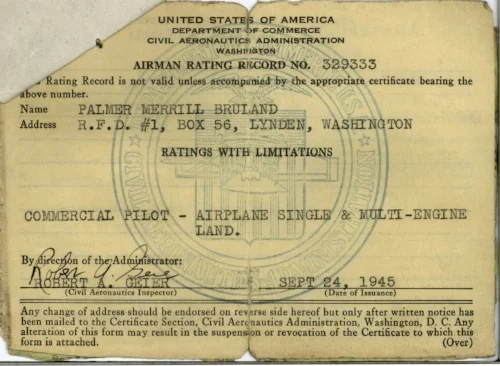 UNITED STATES OF AMERICA
DEPARTMENT OF COMMERCE
CIVIL AERONAUTICS ADMINISTRATION
WASHINGTON
AIRMAN RATING RECORD NO. 329333
Rating Record is not valid unless accompanied by the appropriate certificate bearing the
above number.
Name PALMER MERRILL BRULAND
Address R.F.D. #1, BOX 56, LYNDEN, WASHINGTON
RATINGS WITH LIMITATIONS
COMMERCIAL PILOT - AIRPLANE SINGLE & MULTI-ENGINE
LAND.
By direction of the Administrator:
Robert A. Geier
ROBERT A. GEIER SEPT 24, 1945
(Civil Aeronautics Inspector) (Date of Issuance)
Any change of address should be endorsed on reverse side hereof but only after written notice has
been mailed to the Certificate Section, Civil Aeronautics Administration, Washington, D. C. Any
alteration of this form may result in the suspension or revocation of the Certificate to which this
form is attached. (Over)